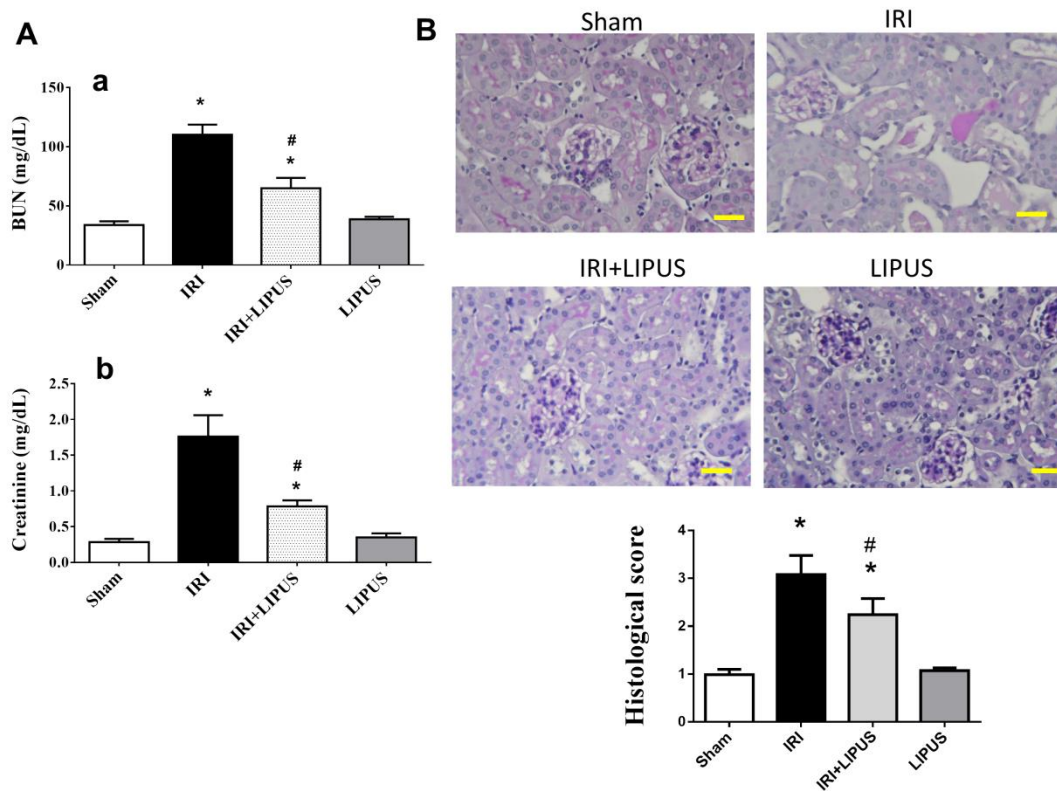 A
a
BUN (mg/dL)
150
100
50
0
*
#
*
Sham
IRI
IRI+LIPUS
LIPUS
b
Creatinine (mg/dL)
2.5
2.0
1.5
1.0
0.5
0.0
*
#
*
Sham
IRI
IRI+LIPUS
LIPUS
B
Sham
IRI
IRI+LIPUS
LIPUS
Histological score
4
3
2
1
0
*
#
*
Sham
IRI
IRI+LIPUS
LIPUS